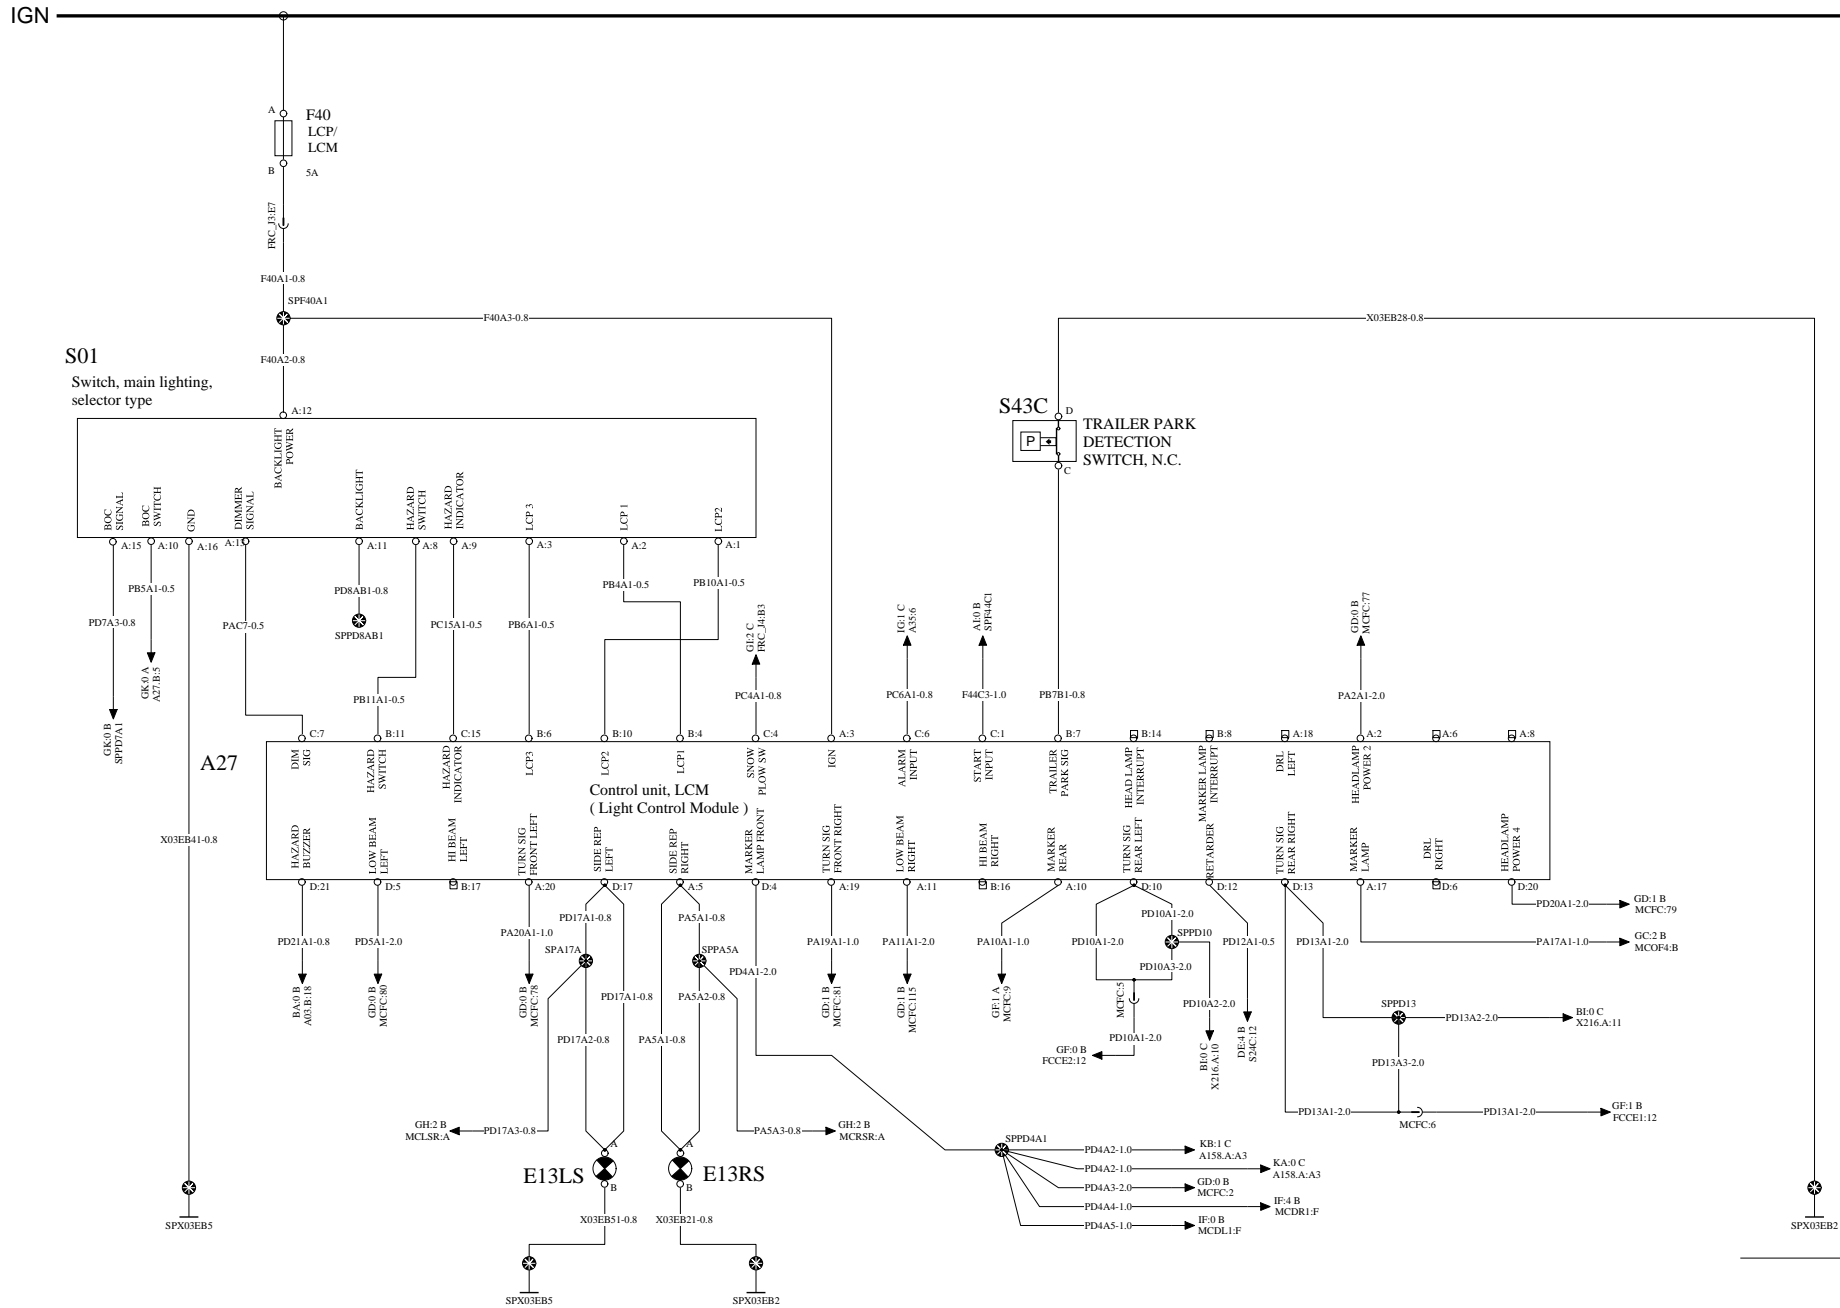 IGN
A
F40
LCP/
LCM
B
5A
FRC_J3:E7
F40A1-0.8
SPF40A1
F40A3-0.8
X03EB28-0.8
F40A2-0.8
S01
Switch, main lighting,
selector type
A:12
S43C
D
TRAILER PARK
DETECTION
SWITCH, N.C.
P
C
BACKLIGHT
POWER
BOC
SIGNAL
BOC
SWITCH
GND
DIMMER
SIGNAL
BACKLIGHT
HAZARD
SWITCH
HAZARD
INDICATOR
LCP 3
LCP 1
LCP2
A:15
A:10
A:16
A:13
A:11
A:8
A:9
A:3
A:2
A:1
PB5A1-0.5
PD8AB1-0.8
PB4A1-0.5
PB10A1-0.5
PD7A3-0.8
PAC7-0.5
SPPD8AB1
PC15A1-0.5
PB6A1-0.5
GK:0 A
A27.B:5
GK:0 B
SPPD7A1
GI:2 C
FRC_J4:B3
IG:1 C
A35:6
AI:0 B
SPF44C1
GD:0 B
MCFC:77
PB11A1-0.5
PC4A1-0.8
PC6A1-0.8
F44C3-1.0
PB7B1-0.8
PA2A1-2.0
A27
C:7
B:11
C:15
B:6
B:10
B:4
C:4
A:3
C:6
C:1
B:7
B:14
B:8
A:18
A:2
A:6
A:8
DIM
SIG
HAZARD
SWITCH
HAZARD
INDICATOR
LCP3
LCP2
LCP1
SNOW
PLOW SW
IGN
ALARM
INPUT
START
INPUT
TRAILER
PARK SIG
HEAD LAMP
INTERRUPT
MARKER LAMP
INTERRUPT
DRL
LEFT
HEADLAMP
POWER 2
Control unit, LCM
( Light Control Module )
HAZARD
BUZZER
LOW BEAM
LEFT
HI BEAM
LEFT
TURN SIG
FRONT LEFT
SIDE REP
LEFT
SIDE REP
RIGHT
MARKER
LAMP FRONT
TURN SIG
FRONT RIGHT
LOW BEAM
RIGHT
HI BEAM
RIGHT
MARKER
REAR
TURN SIG
REAR LEFT
RETARDER
TURN SIG
REAR RIGHT
MARKER
LAMP
DRL
RIGHT
HEADLAMP
POWER 4
D:21
D:5
B:17
A:20
D:17
A:5
D:4
A:19
A:11
B:16
A:10
D:10
D:12
D:13
A:17
D:6
D:20
X03EB41-0.8
PD20A1-2.0
GD:1 B
MCFC:79
PD21A1-0.8
PD5A1-2.0
PA20A1-1.0
PD17A1-0.8
PA5A1-0.8
PA19A1-1.0
PA11A1-2.0
PA10A1-1.0
PD10A1-2.0
PD10A1-2.0
SPPD10
PD12A1-0.5
PD13A1-2.0
PA17A1-1.0
GC:2 B
MCOF4:B
SPA17A
SPPA5A
PD4A1-2.0
PD10A3-2.0
BA:0 B
A03.B:18
GD:0 B
MCFC:80
GD:0 B
MCFC:78
PD17A1-0.8
PA5A2-0.8
GD:1 B
MCFC:81
GD:1 B
MCFC:115
GF:1 A
MCFC:9
MCFC:5
PD10A2-2.0
SPPD13
PD13A2-2.0
BI:0 C
X216.A:11
PD17A2-0.8
PA5A1-0.8
PD10A1-2.0
GF:0 B
FCCE2:12
BI:0 C
X216.A:10
DE:4 B
S24C:12
PD13A3-2.0
PD13A1-2.0
MCFC:6
PD13A1-2.0
GF:1 B
FCCE1:12
GH:2 B
MCLSR:A
PD17A3-0.8
PA5A3-0.8
GH:2 B
MCRSR:A
A
A
E13LS
E13RS
B
B
SPPD4A1
PD4A2-1.0
KB:1 C
A158.A:A3
PD4A2-1.0
KA:0 C
A158.A:A3
PD4A3-2.0
GD:0 B
MCFC:2
PD4A4-1.0
IF:4 B
MCDR1:F
PD4A5-1.0
IF:0 B
MCDL1:F
SPX03EB5
X03EB51-0.8
X03EB21-0.8
SPX03EB2
SPX03EB5
SPX03EB2